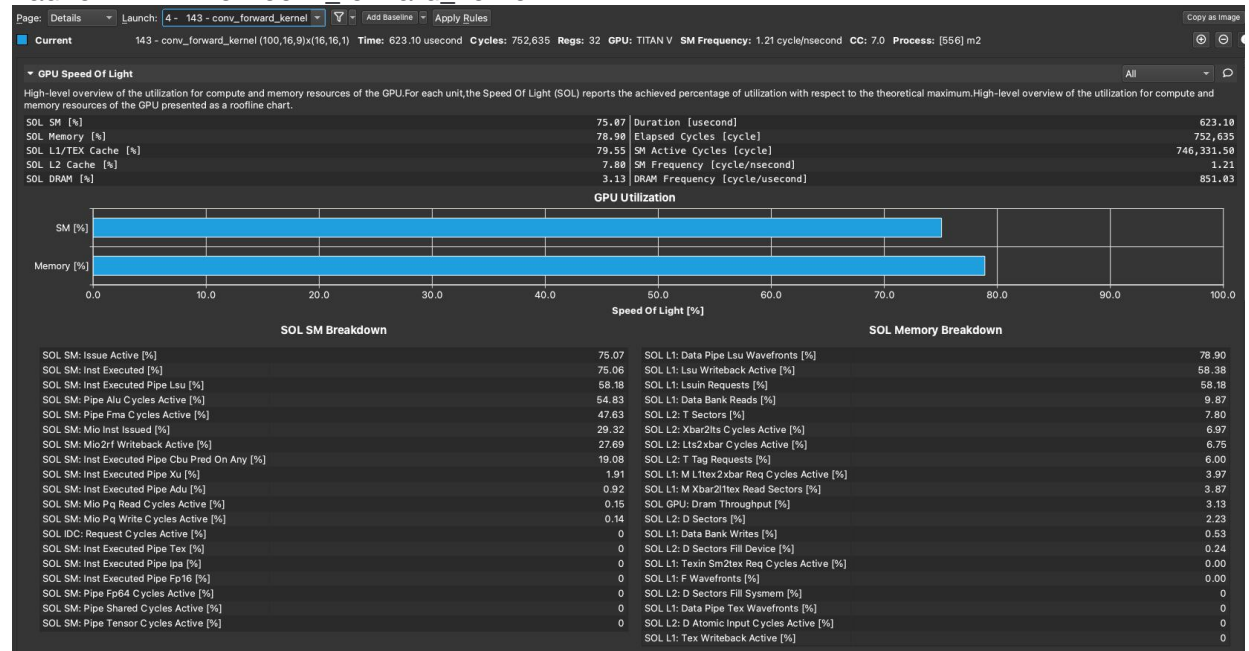 Page: Details Launch: 4 - 143 - conv_forward_kernel Add Baseline Apply Rules Copy as Image
Current 143 - conv_forward_kernel (100,16,9)x(16,16,1) Time: 623.10 usecond Cycles: 752,635 Regs: 32 GPU: TITAN V SM Frequency: 1.21 cycle/nsecond CC: 7.0 Process: [556] m2
GPU Speed Of Light All
High-level overview of the utilization for compute and memory resources of the GPU.For each unit,the Speed Of Light (SOL) reports the achieved percentage of utilization with respect to the theoretical maximum.High-level overview of the utilization for compute and
memory resources of the GPU presented as a roofline chart.
SOL SM [%] 75.07 Duration [usecond] 623.10
SOL Memory [%] 78.90 Elapsed Cycles [cycle] 752,635
SOL L1/TEX Cache [%] 79.55 SM Active Cycles [cycle] 746,331.50
SOL L2 Cache [%] 7.80 SM Frequency [cycle/nsecond] 1.21
SOL DRAM [%] 3.13 DRAM Frequency [cycle/usecond] 851.03
GPU Utilization
SM [%]
Memory [%]
0.0 10.0 20.0 30.0 40.0 50.0 60.0 70.0 80.0 90.0 100.0
Speed Of Light [%]
SOL SM Breakdown
SOL SM: Issue Active [%] 75.07
SOL SM: Inst Executed [%] 75.06
SOL SM: Inst Executed Pipe Lsu [%] 58.18
SOL SM: Pipe Alu Cycles Active [%] 54.83
SOL SM: Pipe Fma Cycles Active [%] 47.63
SOL SM: Mio Inst Issued [%] 29.32
SOL SM: Mio2rf Writeback Active [%] 27.69
SOL SM: Inst Executed Pipe Cbu Pred On Any [%] 19.08
SOL SM: Inst Executed Pipe Xu [%] 1.91
SOL SM: Inst Executed Pipe Adu [%] 0.92
SOL SM: Mio Pq Read Cycles Active [%] 0.15
SOL SM: Mio Pq Write Cycles Active [%] 0.14
SOL IDC: Request Cycles Active [%] 0
SOL SM: Inst Executed Pipe Tex [%] 0
SOL SM: Inst Executed Pipe Ipa [%] 0
SOL SM: Inst Executed Pipe Fp16 [%] 0
SOL SM: Pipe Fp64 Cycles Active [%] 0
SOL SM: Pipe Shared Cycles Active [%] 0
SOL SM: Pipe Tensor Cycles Active [%] 0
SOL Memory Breakdown
SOL L1: Data Pipe Lsu Wavefronts [%] 78.90
SOL L1: Lsu Writeback Active [%] 58.38
SOL L1: Lsuin Requests [%] 58.18
SOL L1: Data Bank Reads [%] 9.87
SOL L2: T Sectors [%] 7.80
SOL L2: Xbar2lts Cycles Active [%] 6.97
SOL L2: Lts2xbar Cycles Active [%] 6.75
SOL L2: T Tag Requests [%] 6.00
SOL L1: M L1tex2xbar Req Cycles Active [%] 3.97
SOL L1: M Xbar2l1tex Read Sectors [%] 3.87
SOL GPU: Dram Throughput [%] 3.13
SOL L2: D Sectors [%] 2.23
SOL L1: Data Bank Writes [%] 0.53
SOL L2: D Sectors Fill Device [%] 0.24
SOL L1: Texin Sm2tex Req Cycles Active [%] 0.00
SOL L1: F Wavefronts [%] 0.00
SOL L2: D Sectors Fill Sysmem [%] 0
SOL L1: Data Pipe Tex Wavefronts [%] 0
SOL L2: D Atomic Input Cycles Active [%] 0
SOL L1: Tex Writeback Active [%] 0